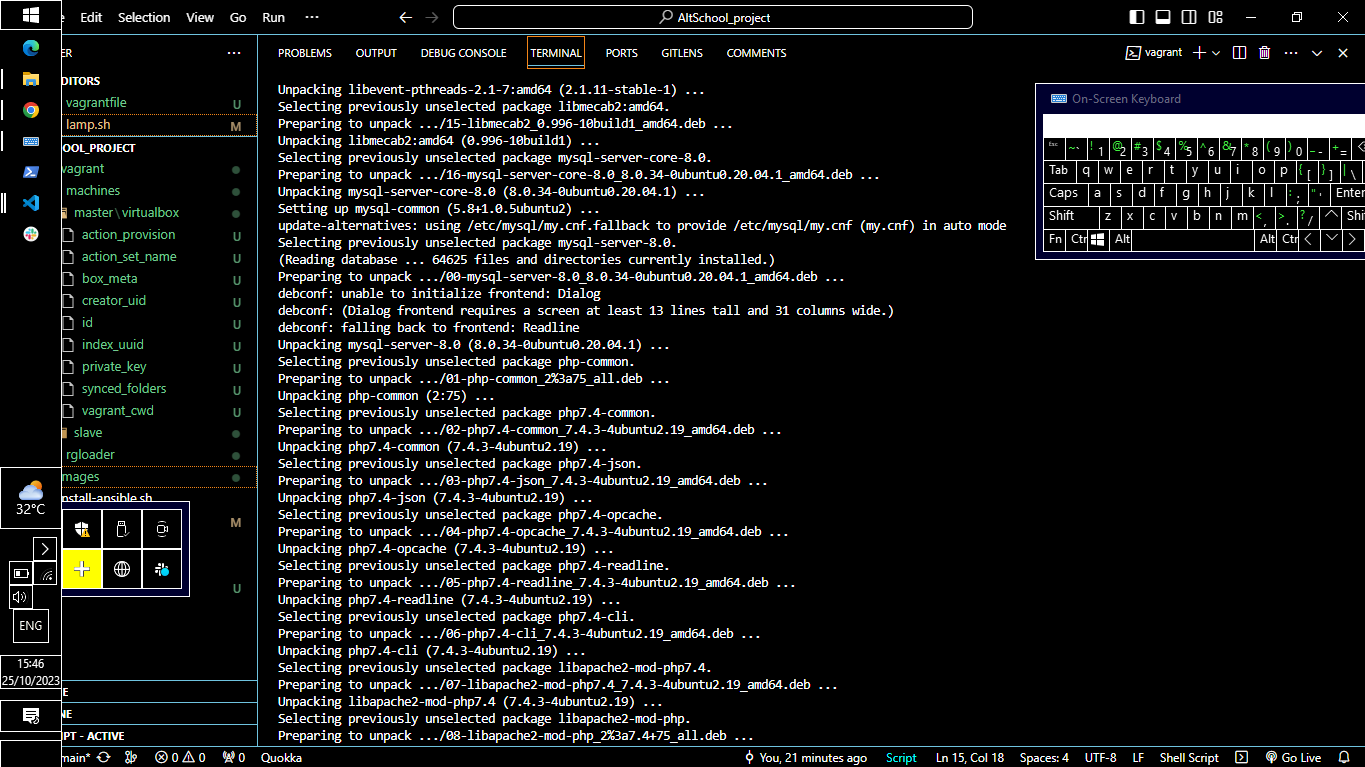 Edit Selection View Go Run ···
AltSchool_project
PROBLEMS OUTPUT DEBUG CONSOLE TERMINAL PORTS GITLENS COMMENTS
vagrant
ER ···
DITORS
vagrantfile U
lamp.sh M
OOL_PROJECT
vagrant
machines
master\virtualbox
action_provision U
action_set_name U
box_meta U
creator_uid U
id U
index_uuid U
private_key U
synced_folders U
vagrant_cwd U
slave
rgloader
mages
nstall-ansible.sh
M
U
NE
IPT - ACTIVE
Unpacking libevent-pthreads-2.1-7:amd64 (2.1.11-stable-1) ...
Selecting previously unselected package libmecab2:amd64.
Preparing to unpack .../15-libmecab2_0.996-10build1_amd64.deb ...
Unpacking libmecab2:amd64 (0.996-10build1) ...
Selecting previously unselected package mysql-server-core-8.0.
Preparing to unpack .../16-mysql-server-core-8.0_8.0.34-0ubuntu0.20.04.1_amd64.deb ...
Unpacking mysql-server-core-8.0 (8.0.34-0ubuntu0.20.04.1) ...
Setting up mysql-common (5.8+1.0.5ubuntu2) ...
update-alternatives: using /etc/mysql/my.cnf.fallback to provide /etc/mysql/my.cnf (my.cnf) in auto mode
Selecting previously unselected package mysql-server-8.0.
(Reading database ... 64625 files and directories currently installed.)
Preparing to unpack .../00-mysql-server-8.0_8.0.34-0ubuntu0.20.04.1_amd64.deb ...
debconf: unable to initialize frontend: Dialog
debconf: (Dialog frontend requires a screen at least 13 lines tall and 31 columns wide.)
debconf: falling back to frontend: Readline
Unpacking mysql-server-8.0 (8.0.34-0ubuntu0.20.04.1) ...
Selecting previously unselected package php-common.
Preparing to unpack .../01-php-common_2%3a75_all.deb ...
Unpacking php-common (2:75) ...
Selecting previously unselected package php7.4-common.
Preparing to unpack .../02-php7.4-common_7.4.3-4ubuntu2.19_amd64.deb ...
Unpacking php7.4-common (7.4.3-4ubuntu2.19) ...
Selecting previously unselected package php7.4-json.
Preparing to unpack .../03-php7.4-json_7.4.3-4ubuntu2.19_amd64.deb ...
Unpacking php7.4-json (7.4.3-4ubuntu2.19) ...
Selecting previously unselected package php7.4-opcache.
Preparing to unpack .../04-php7.4-opcache_7.4.3-4ubuntu2.19_amd64.deb ...
Unpacking php7.4-opcache (7.4.3-4ubuntu2.19) ...
Selecting previously unselected package php7.4-readline.
Preparing to unpack .../05-php7.4-readline_7.4.3-4ubuntu2.19_amd64.deb ...
Unpacking php7.4-readline (7.4.3-4ubuntu2.19) ...
Selecting previously unselected package php7.4-cli.
Preparing to unpack .../06-php7.4-cli_7.4.3-4ubuntu2.19_amd64.deb ...
Unpacking php7.4-cli (7.4.3-4ubuntu2.19) ...
Selecting previously unselected package libapache2-mod-php7.4.
Preparing to unpack .../07-libapache2-mod-php7.4_7.4.3-4ubuntu2.19_amd64.deb ...
Unpacking libapache2-mod-php7.4 (7.4.3-4ubuntu2.19) ...
Selecting previously unselected package libapache2-mod-php.
Preparing to unpack .../08-libapache2-mod-php_2%3a7.4+75_all.deb ...
On-Screen Keyboard
Esc ~ ` ! 1 @ 2 # 3 $ 4 % 5 ^ 6 & 7 * 8 ( 9 ) 0 _ - + =
Tab q w e r t y u i o p { [ } ] | \
Caps a s d f g h j k l : ; " ' Enter
Shift z x c v b n m < , > . ? / Shi
Fn Ctr Alt Alt Ctr
32°C
ENG
15:46
25/10/2023
main* 0 0 0 Quokka You, 21 minutes ago Script Ln 15, Col 18 Spaces: 4 UTF-8 LF Shell Script Go Live